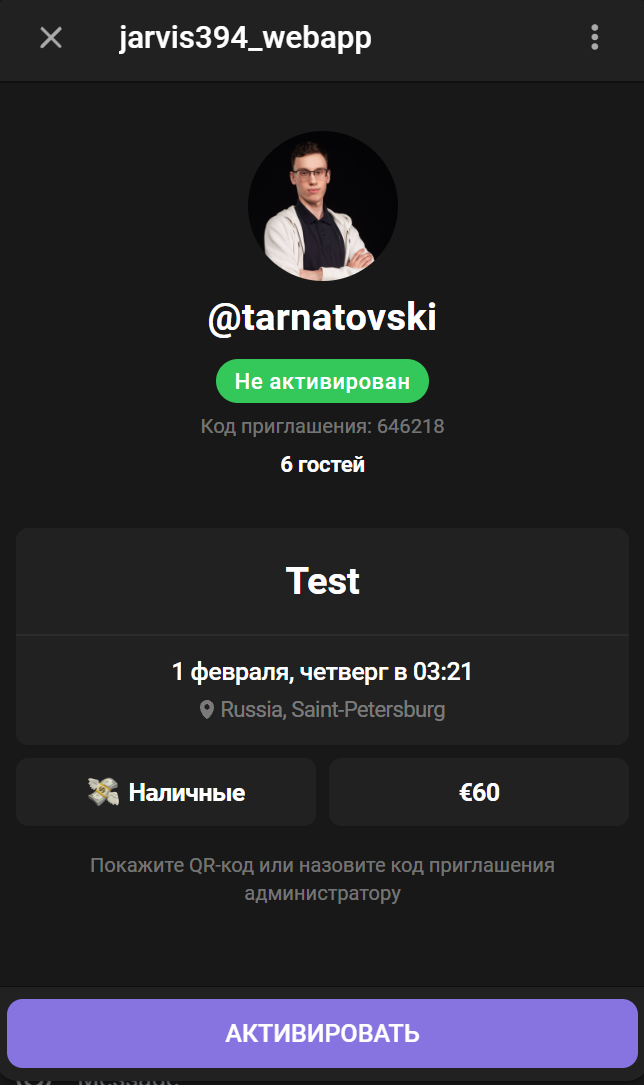 jarvis394_webapp
@tarnatovski
Не активирован
Код приглашения: 646218
6 гостей
Test
1 февраля, четверг в 03:21
Russia, Saint-Petersburg
Наличные
€60
Покажите QR-код или назовите код приглашения
администратору
АКТИВИРОВАТЬ